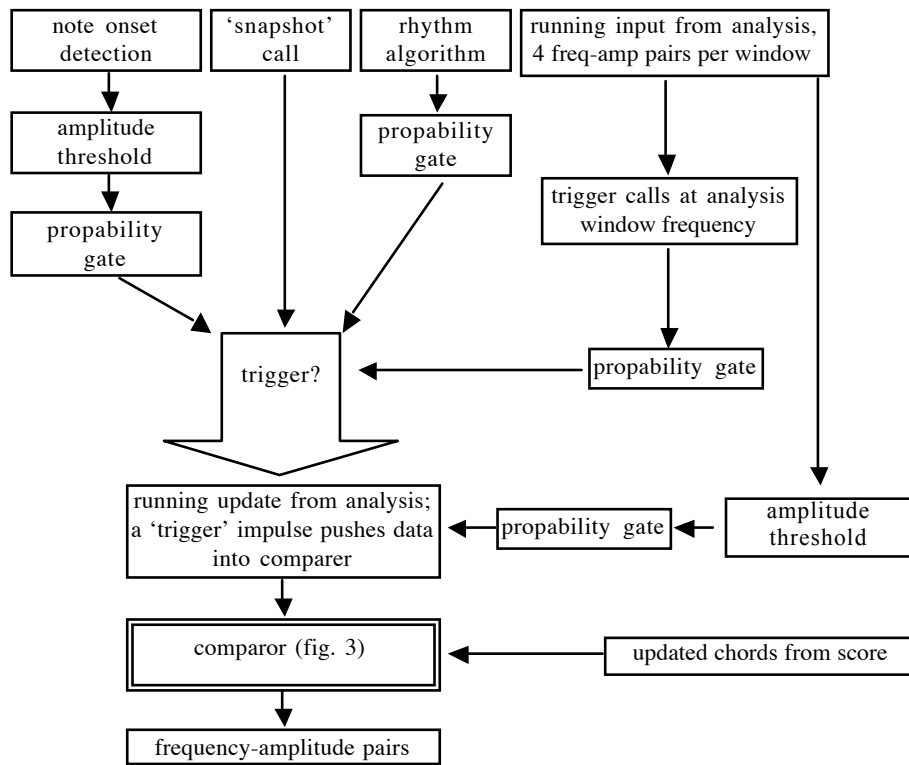 note onset
detection
‘snapshot’
call
rhythm
algorithm
running input from analysis,
4 freq-amp pairs per window
amplitude
threshold
propability
gate
propability
gate
trigger calls at analysis
window frequency
trigger?
propability gate
running update from analysis;
a ‘trigger’ impulse pushes data
into comparer
propability gate
amplitude
threshold
comparor (fig. 3)
updated chords from score
frequency-amplitude pairs